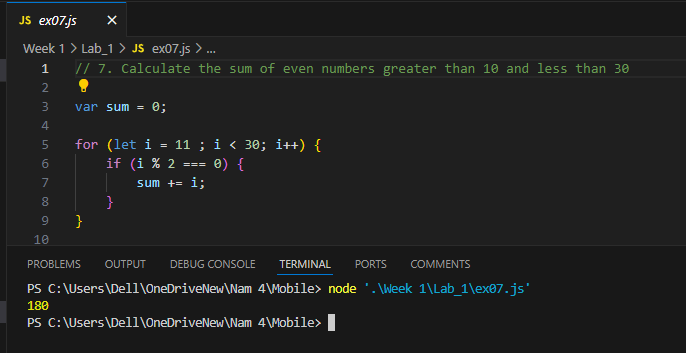 JS ex07.js ×
Week 1 > Lab_1 > JS ex07.js > ...
1 // 7. Calculate the sum of even numbers greater than 10 and less than 30
2
3 var sum = 0;
4
5 for (let i = 11 ; i < 30; i++) {
6 if (i % 2 === 0) {
7 sum += i;
8 }
9 }
10
PROBLEMS OUTPUT DEBUG CONSOLE TERMINAL PORTS COMMENTS
PS C:\Users\Dell\OneDriveNew\Nam 4\Mobile> node '.\Week 1\Lab_1\ex07.js'
180
PS C:\Users\Dell\OneDriveNew\Nam 4\Mobile>